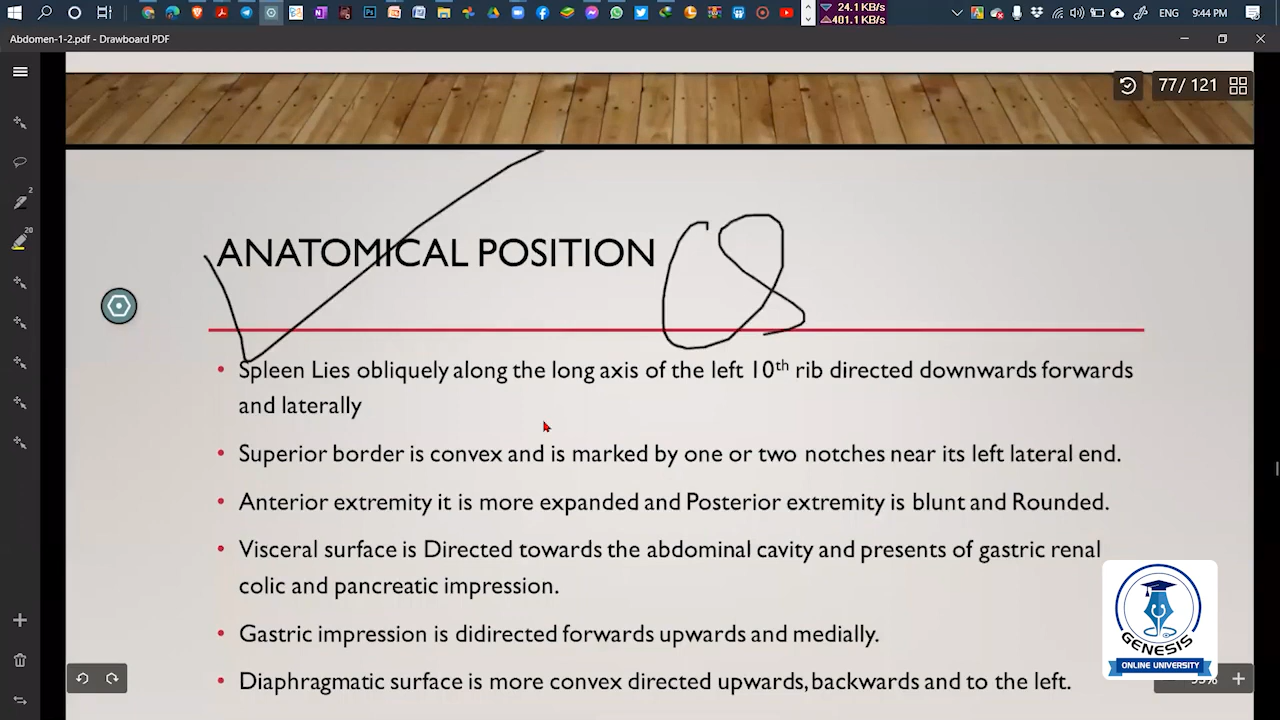 24.1 KB/s
401.1 KB/s
ENG
9:44 PM
Abdomen-1-2.pdf - Drawboard PDF
77/ 121
2
20
ANATOMICAL POSITION
• Spleen Lies obliquely along the long axis of the left 10th rib directed downwards forwards
and laterally
• Superior border is convex and is marked by one or two notches near its left lateral end.
• Anterior extremity it is more expanded and Posterior extremity is blunt and Rounded.
• Visceral surface is Directed towards the abdominal cavity and presents of gastric renal
colic and pancreatic impression.
• Gastric impression is didirected forwards upwards and medially.
• Diaphragmatic surface is more convex directed upwards, backwards and to the left.
GENESIS
ONLINE UNIVERSITY